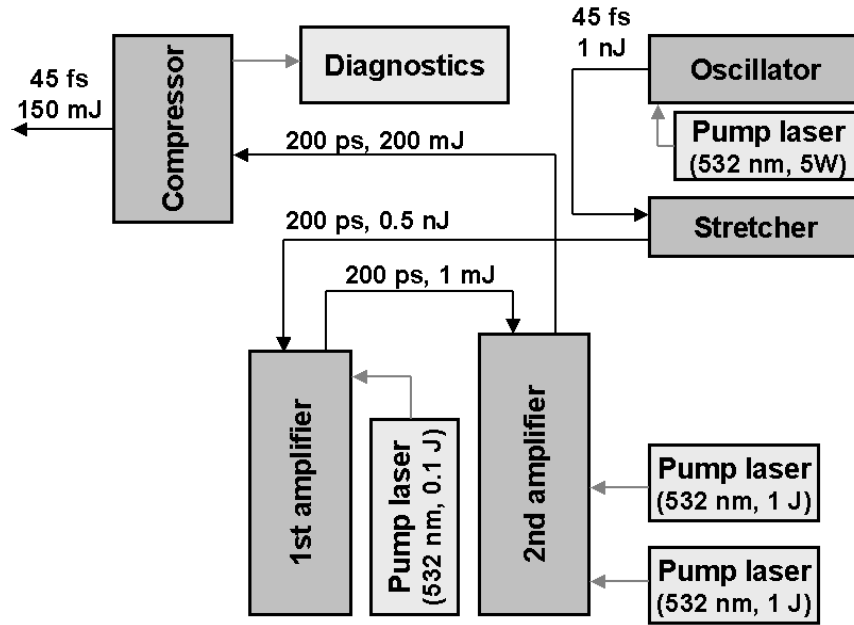 45 fs
150 mJ
Compressor
Diagnostics
45 fs
1 nJ
Oscillator
Pump laser
(532 nm, 5W)
200 ps, 200 mJ
Stretcher
200 ps, 0.5 nJ
200 ps, 1 mJ
1st amplifier
Pump laser
(532 nm, 0.1 J)
2nd amplifier
Pump laser
(532 nm, 1 J)
Pump laser
(532 nm, 1 J)